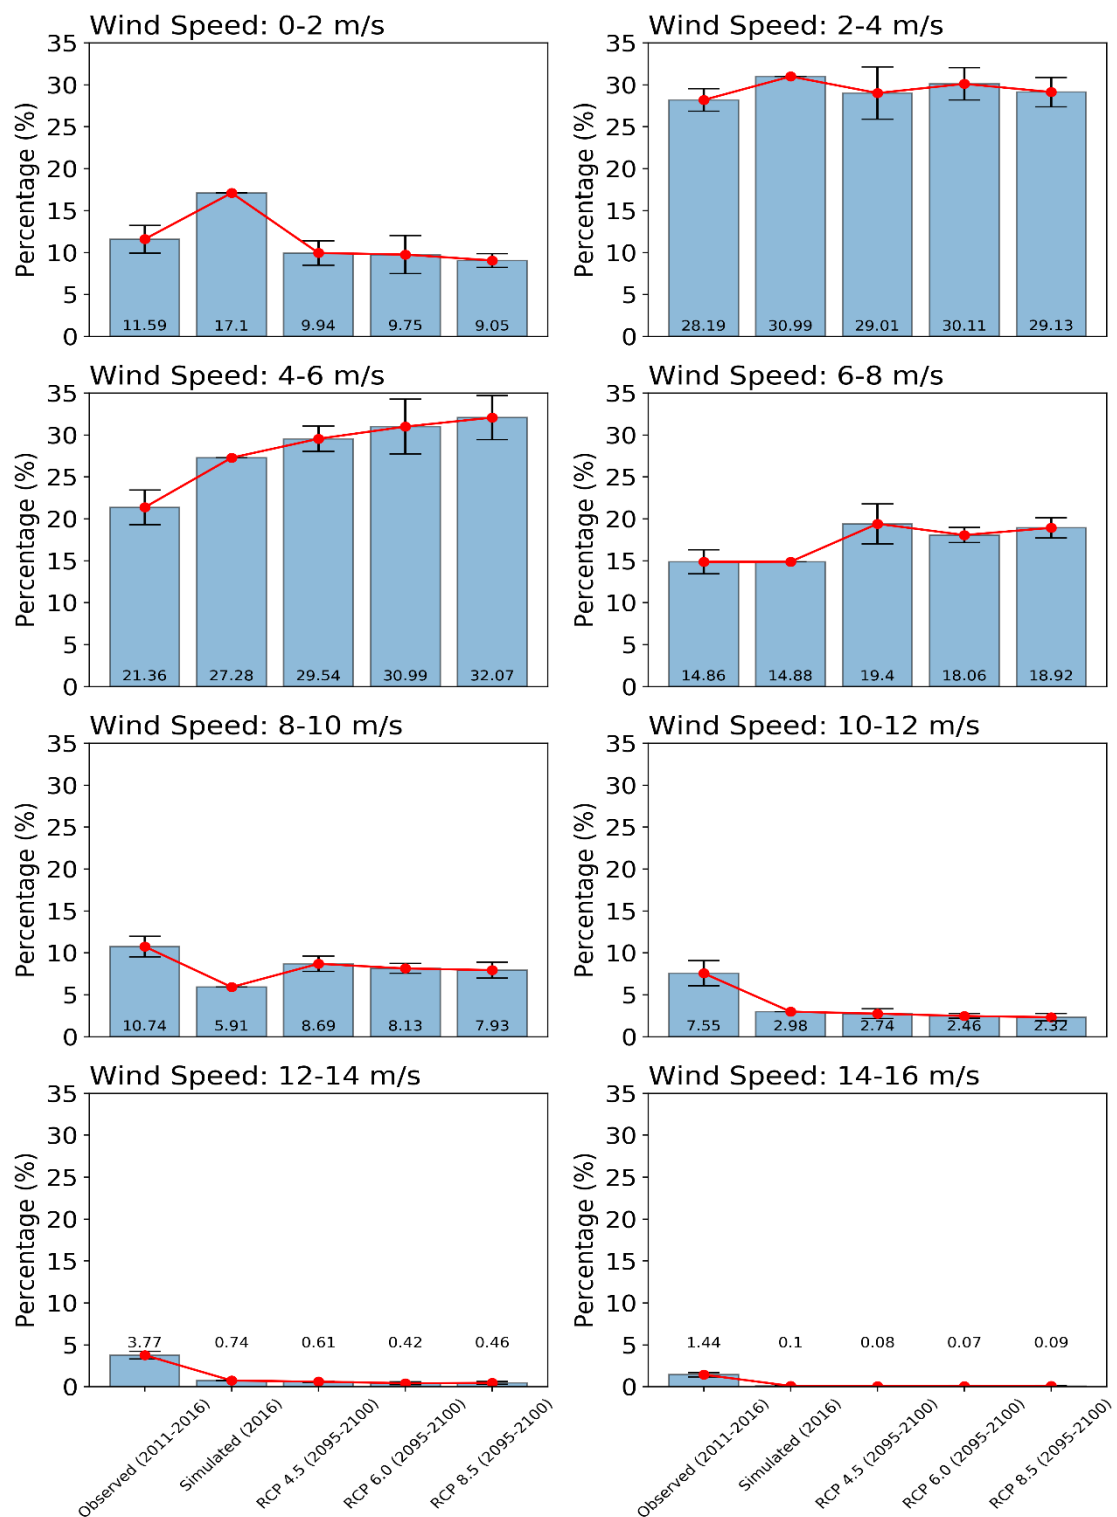 Wind Speed: 0-2 m/s
35
30
25
20
15
10
5
0
Percentage (%)
11.59 17.1 9.94 9.75 9.05
Wind Speed: 2-4 m/s
35
30
25
20
15
10
5
0
Percentage (%)
28.19 30.99 29.01 30.11 29.13
Wind Speed: 4-6 m/s
35
30
25
20
15
10
5
0
Percentage (%)
21.36 27.28 29.54 30.99 32.07
Wind Speed: 6-8 m/s
35
30
25
20
15
10
5
0
Percentage (%)
14.86 14.88 19.4 18.06 18.92
Wind Speed: 8-10 m/s
35
30
25
20
15
10
5
0
Percentage (%)
10.74 5.91 8.69 8.13 7.93
Wind Speed: 10-12 m/s
35
30
25
20
15
10
5
0
Percentage (%)
7.55 2.98 2.74 2.46 2.32
Wind Speed: 12-14 m/s
35
30
25
20
15
10
5
0
Percentage (%)
3.77 0.74 0.61 0.42 0.46
Observed (2011-2016)
Simulated (2016)
RCP 4.5 (2095-2100)
RCP 6.0 (2095-2100)
RCP 8.5 (2095-2100)
Wind Speed: 14-16 m/s
35
30
25
20
15
10
5
0
Percentage (%)
1.44 0.1 0.08 0.07 0.09
Observed (2011-2016)
Simulated (2016)
RCP 4.5 (2095-2100)
RCP 6.0 (2095-2100)
RCP 8.5 (2095-2100)